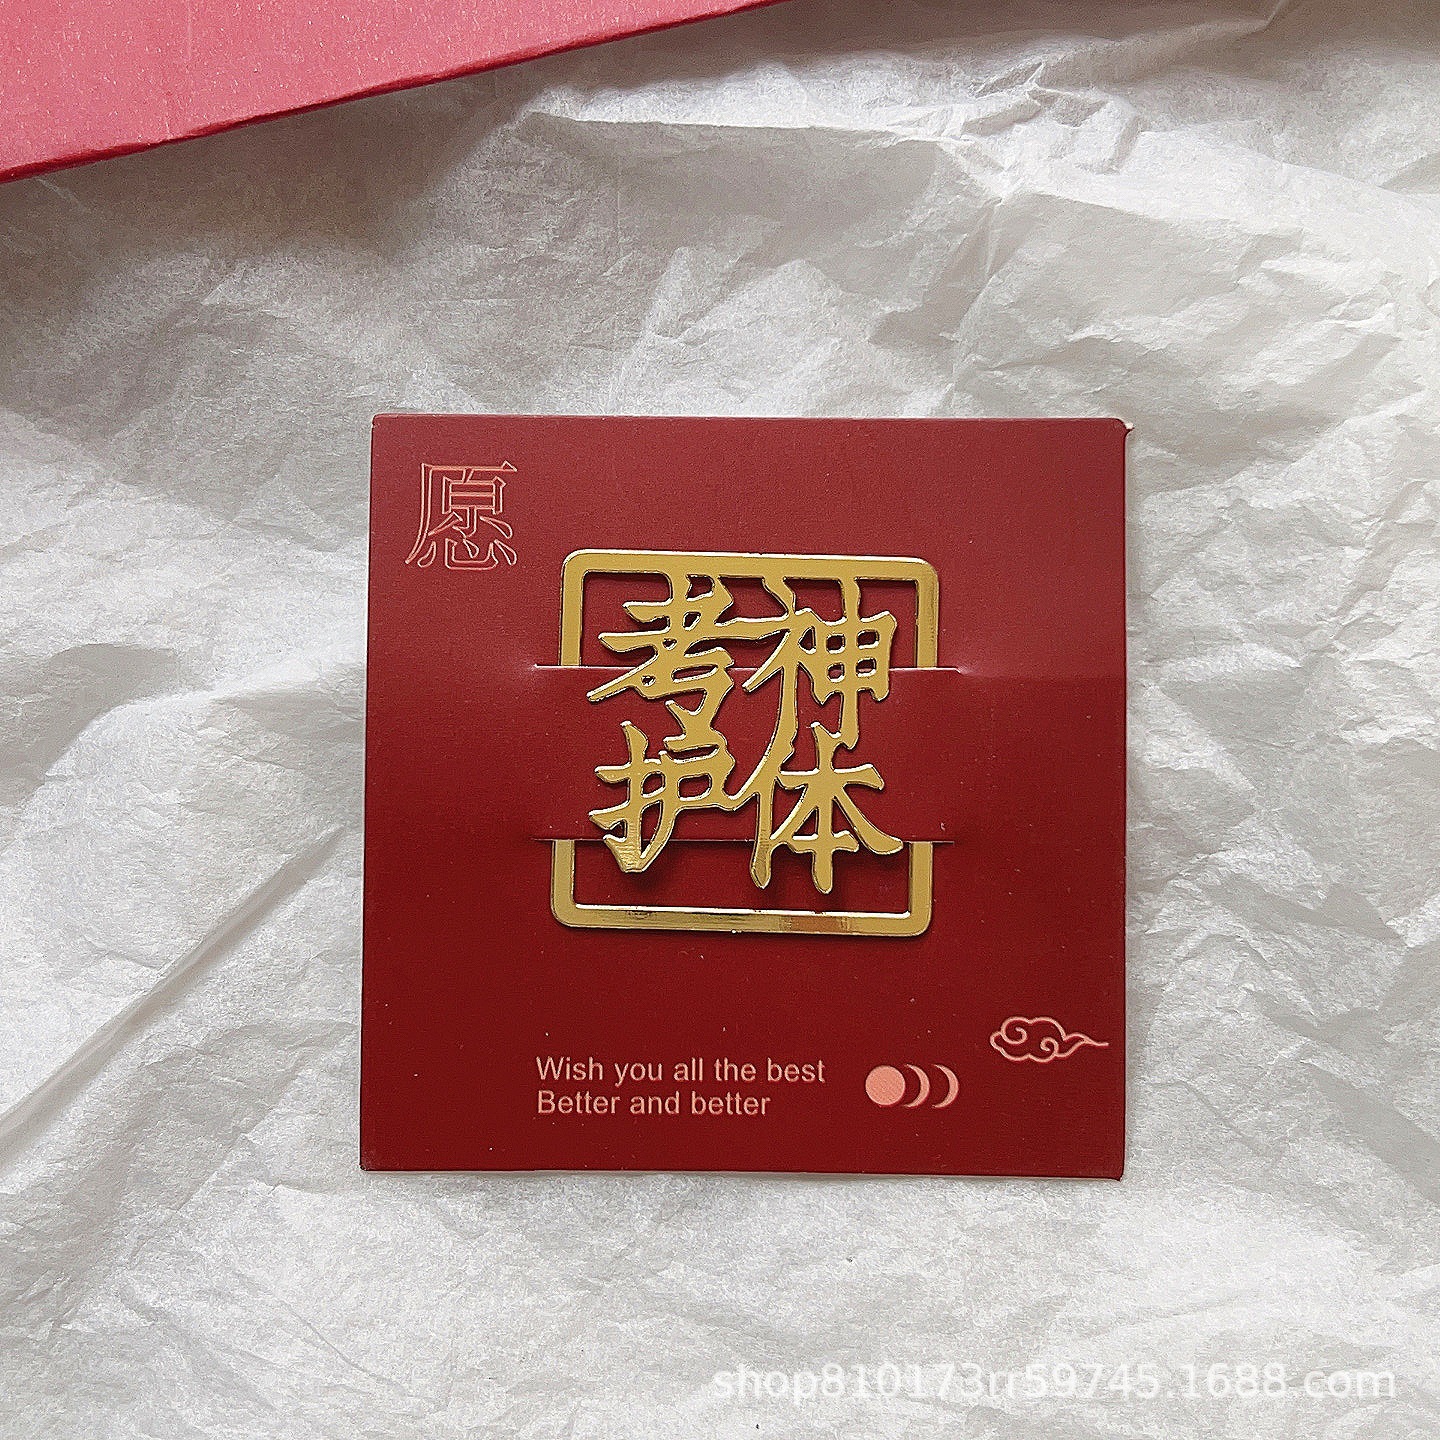 愿
考神
护体
Wish you all the best
Better and better
shop810173rr59745.1688.com